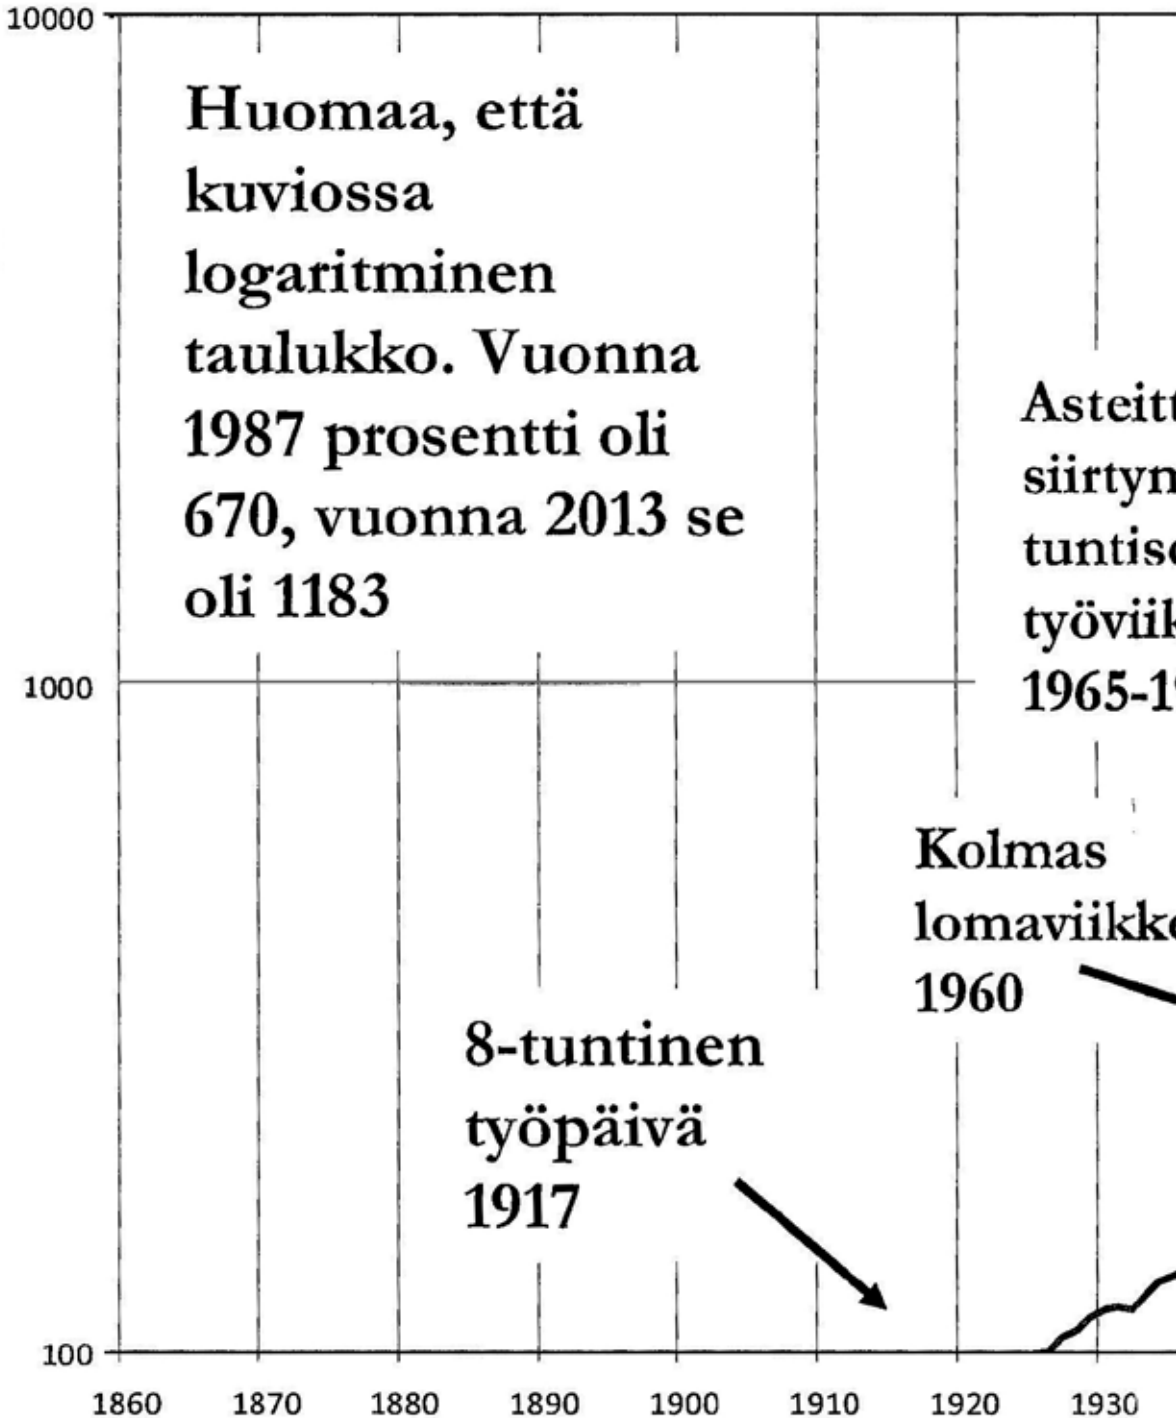 10000
Huomaa, että
kuviossa
logaritminen
taulukko. Vuonna
1987 prosentti oli
670, vuonna 2013 se
oli 1183
1000
Kolmas
1960
8-tuntinen
työpäivä
1917
100
1860 1870 1880 1890 1900 1910 1920 1930